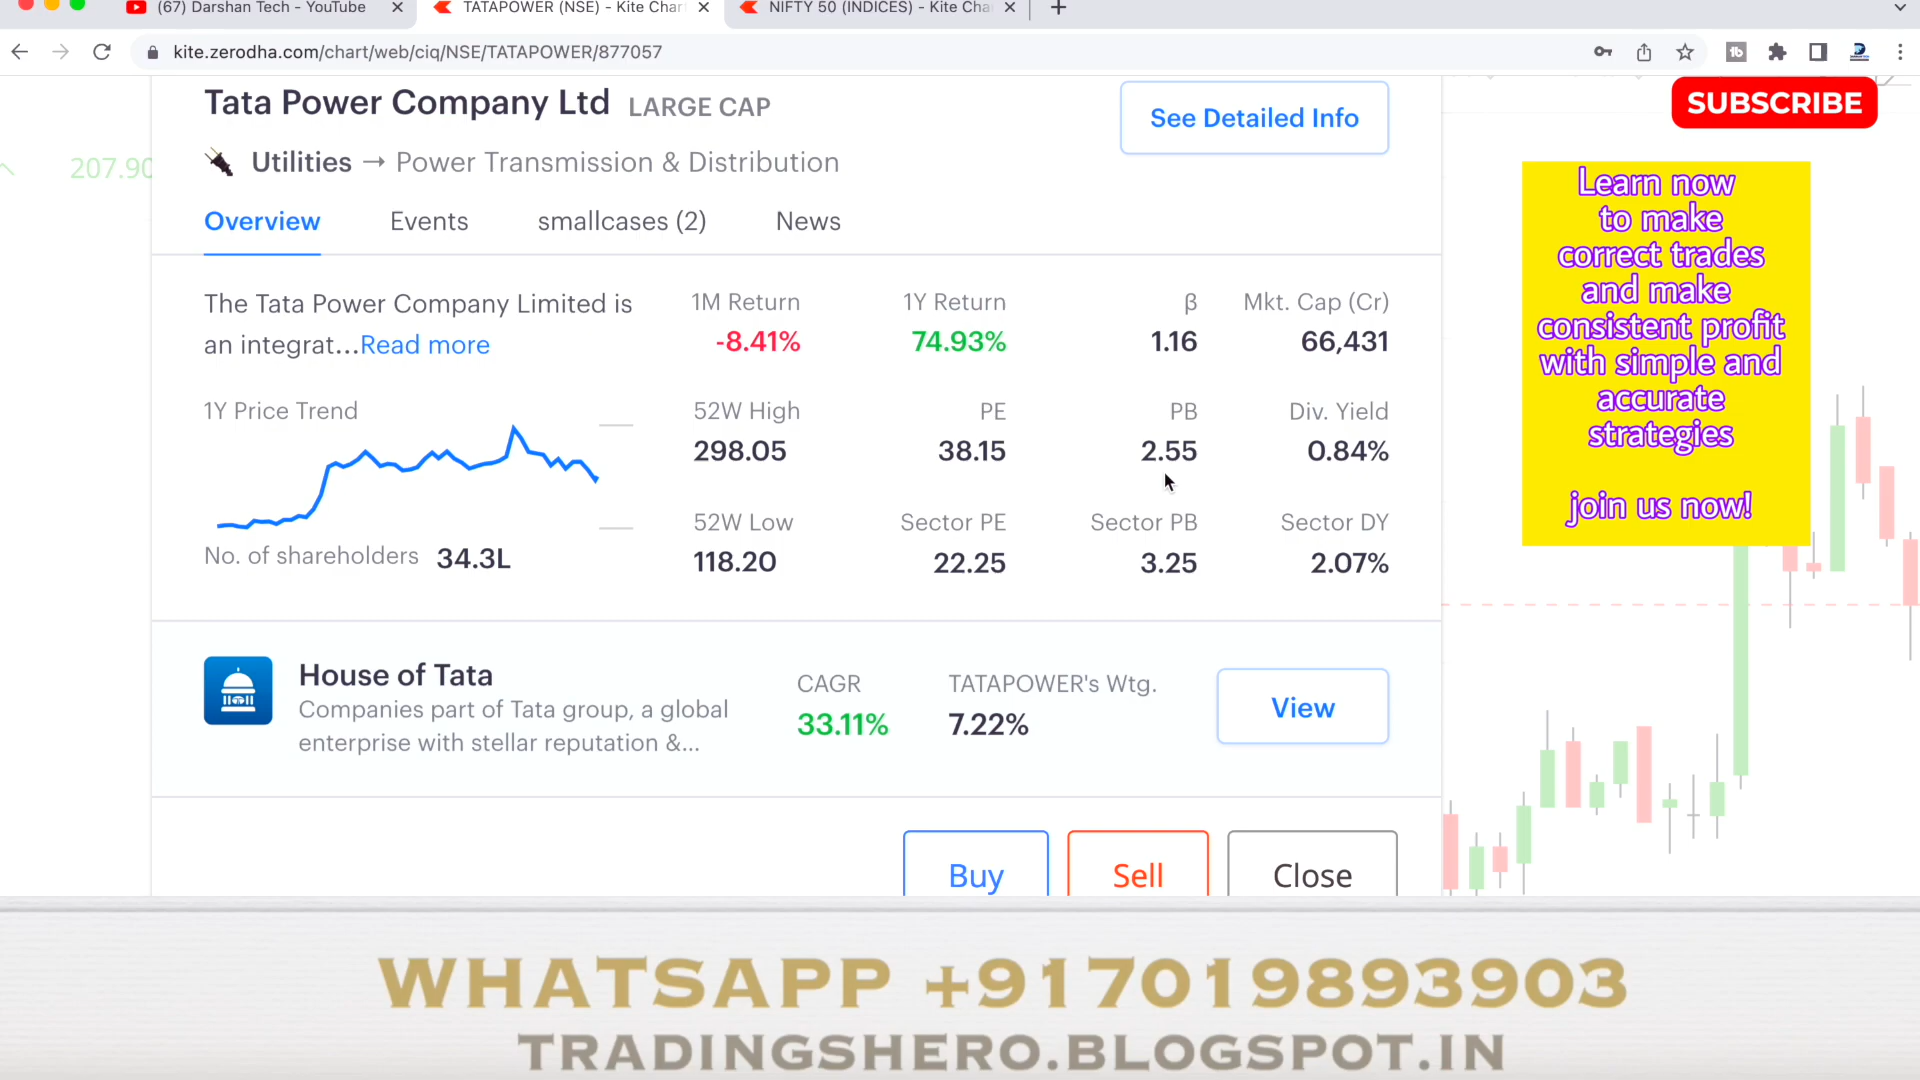 (67) Darshan Tech - YouTube
TATAPOWER (NSE) - Kite Char
NIFTY 50 (INDICES) - Kite Cha
kite.zerodha.com/chart/web/ciq/NSE/TATAPOWER/877057
Tata Power Company Ltd LARGE CAP
See Detailed Info
SUBSCRIBE
207.90
Utilities → Power Transmission & Distribution
Overview Events smallcases (2) News
The Tata Power Company Limited is
an integrat...Read more
1M Return 1Y Return β Mkt. Cap (Cr)
-8.41% 74.93% 1.16 66,431
1Y Price Trend
52W High PE PB Div. Yield
298.05 38.15 2.55 0.84%
52W Low Sector PE Sector PB Sector DY
118.20 22.25 3.25 2.07%
No. of shareholders 34.3L
Learn now
to make
correct trades
and make
consistent profit
with simple and
accurate
strategies
join us now!
House of Tata
Companies part of Tata group, a global
enterprise with stellar reputation &...
CAGR TATAPOWER's Wtg.
33.11% 7.22%
View
Buy Sell Close
WHATSAPP +917019893903
TRADINGSHERO.BLOGSPOT.IN